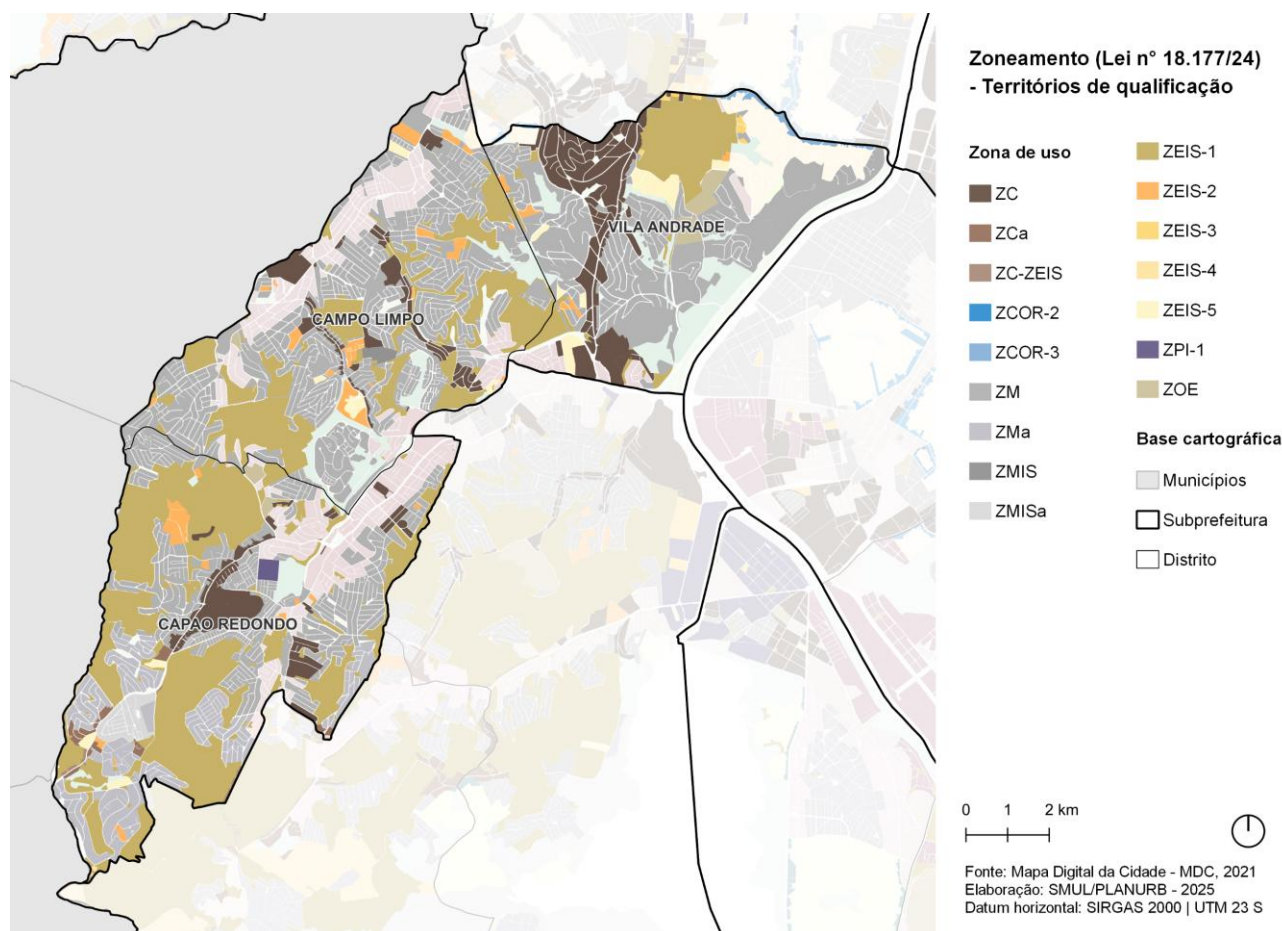 Zoneamento (Lei n° 18.177/24)
- Territórios de qualificação
Zona de uso
ZC
ZCa
ZC-ZEIS
ZCOR-2
ZCOR-3
ZM
ZMa
ZMIS
ZMISa
ZEIS-1
ZEIS-2
ZEIS-3
ZEIS-4
ZEIS-5
ZPI-1
ZOE
Base cartográfica
Municípios
Subprefeitura
Distrito
VILA ANDRADE
CAMPO LIMPO
CAPÃO REDONDO
0 1 2 km
Fonte: Mapa Digital da Cidade - MDC, 2021
Elaboração: SMUL/PLANURB - 2025
Datum horizontal: SIRGAS 2000 | UTM 23 S